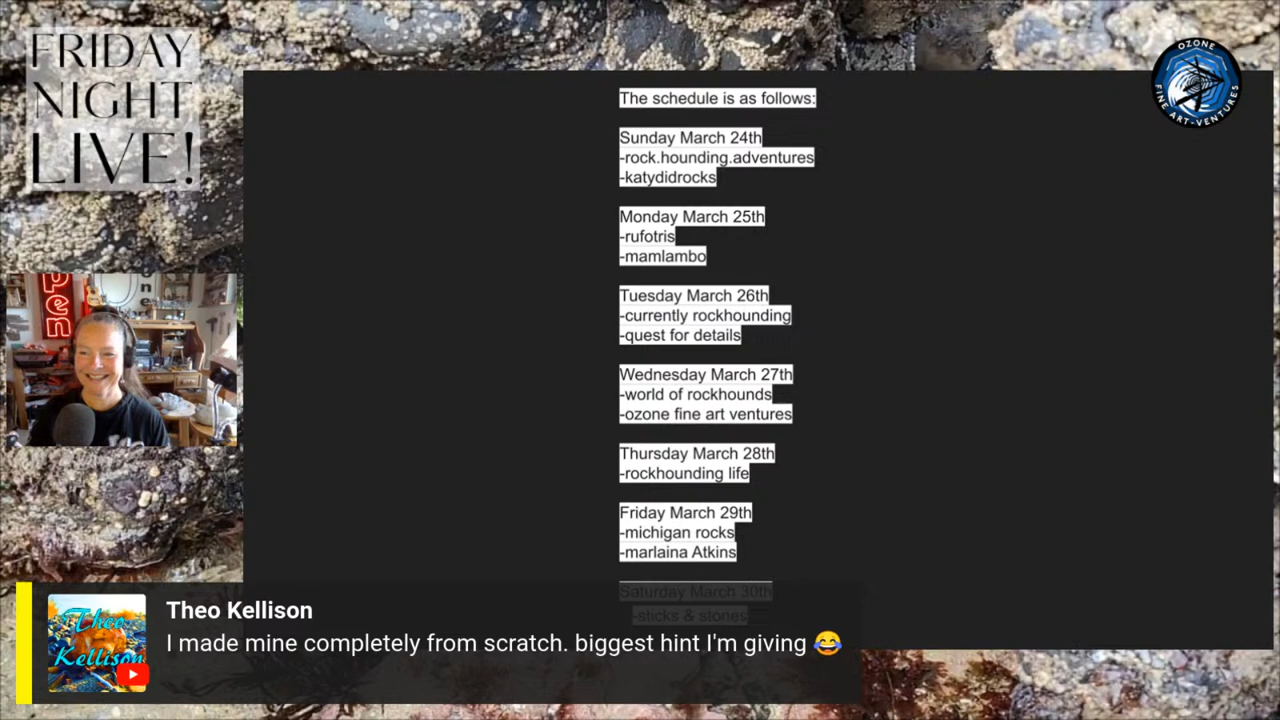 FRIDAY
NIGHT
LIVE!
OZONE
FINE ART-VENTURES
The schedule is as follows:
Sunday March 24th
-rock.hounding.adventures
-katydidrocks
Monday March 25th
-rufotris
-mamlambo
Tuesday March 26th
-currently rockhounding
-quest for details
Wednesday March 27th
-world of rockhounds
-ozone fine art ventures
Thursday March 28th
-rockhounding life
Friday March 29th
-michigan rocks
-marlaina Atkins
Saturday March 30th
-sticks & stones
pen
Theo
Kellison
Theo Kellison
I made mine completely from scratch. biggest hint I'm giving 😂